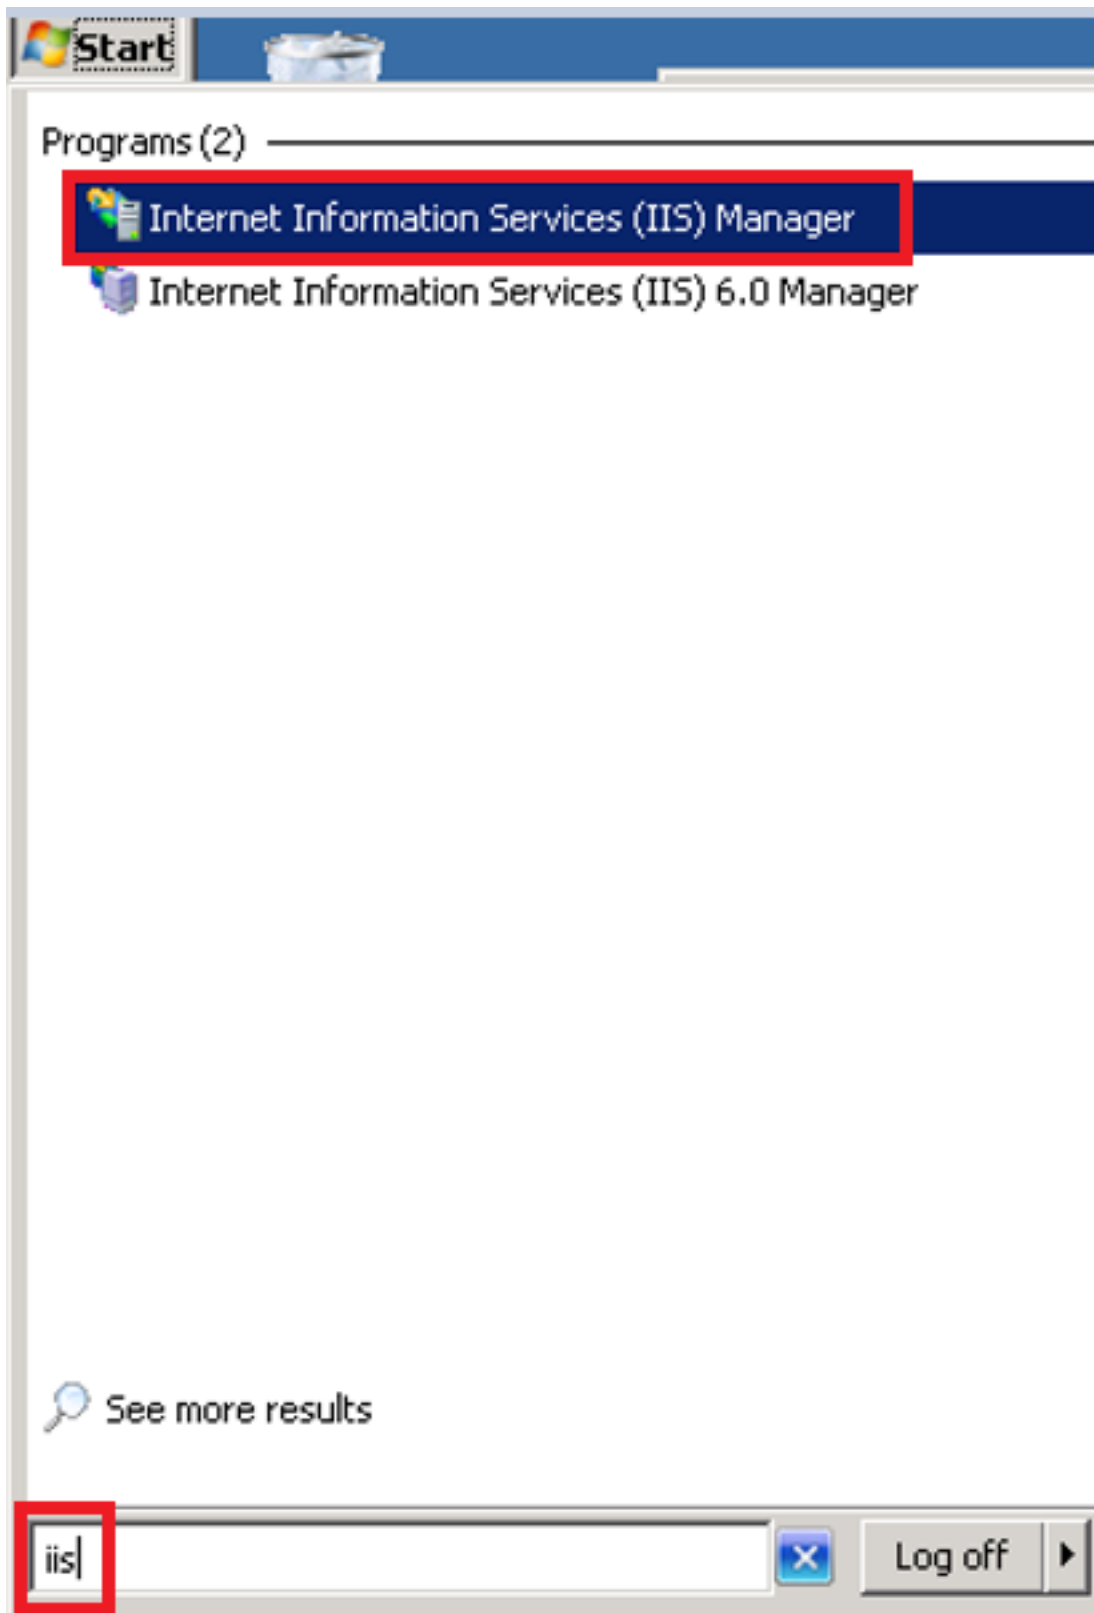 Start
Programs (2)
Internet Information Services (IIS) Manager
Internet Information Services (IIS) 6.0 Manager
See more results
iis
Log off